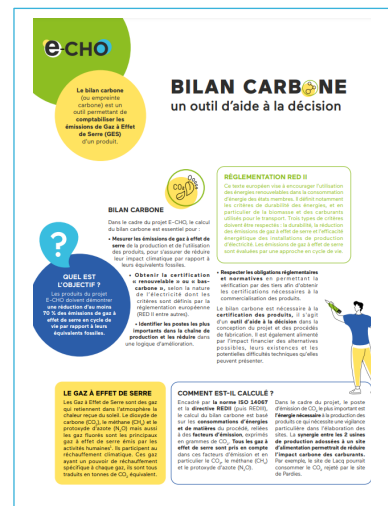 e-CHO
Le bilan carbone
(ou empreinte
carbone) est un
outil permettant de
comptabiliser les
émissions de Gaz à Effet
de Serre (GES)
d'un produit.
BILAN CARBONE
un outil d'aide à la décision
CO₂
RÉGLEMENTATION RED II
Ce texte européen vise à encourager l'utilisation
des énergies renouvelables dans la consommation
d'énergie des états membres. Il définit notamment
les critères de durabilité des énergies, et en
particulier de la biomasse et des carburants
utilisés pour le transport. Trois types de critères
doivent être respectés : la durabilité, la réduction
des émissions de gaz à effet de serre et l'efficacité
énergétique des installations de production
d'électricité. Les émissions de gaz à effet de serre
sont évaluées par une approche en cycle de vie.
BILAN CARBONE
Dans le cadre du projet E-CHO, le calcul
du bilan carbone est essentiel pour :
• Mesurer les émissions de gaz à effet de
serre de la production et de l'utilisation
des produits, pour s'assurer de réduire
leur impact climatique par rapport à
leurs équivalents fossiles.
• Obtenir la certification
« renouvelable » ou « bas-
carbone », selon la nature
de l'électricité dont les
critères sont définis par la
réglementation européenne
(RED II entre autres).
• Identifier les postes les plus
importants dans la chaîne de
production et les réduire dans
une logique d'amélioration.
?
QUEL EST
L'OBJECTIF ?
Les produits du projet
E-CHO doivent démontrer
une réduction d'au moins
70 % des émissions de gaz à
effet de serre en cycle de
vie par rapport à leurs
équivalents fossiles.
• Respecter les obligations réglementaires
et normatives en permettant la
vérification par des tiers afin d'obtenir
les certifications nécessaires à la
commercialisation des produits.
Le bilan carbone est nécessaire à la
certification des produits, il s'agit
d'un outil d'aide à la décision dans la
conception du projet et des procédés
de fabrication. Il est également alimenté
par l'impact financier des alternatives
possibles, leurs existences et les
potentielles difficultés techniques qu'elles
peuvent présenter.
LE GAZ À EFFET DE SERRE
Les Gaz à Effet de Serre sont des gaz
qui retiennent dans l'atmosphère la
chaleur reçue du soleil. Le dioxyde de
carbone (CO₂), le méthane (CH₄) et le
protoxyde d'azote (N₂O) mais aussi
les gaz fluorés sont les principaux
gaz à effet de serre émis par les
activités humaines'. Ils participent au
réchauffement climatique. Ces gaz
ayant un pouvoir de réchauffement
spécifique à chaque gaz, ils sont tous
traduits en tonnes de CO₂ équivalent.
COMMENT EST-IL CALCULÉ ?
Encadré par la norme ISO 14067
et la directive REDII (puis REDIII),
le calcul du bilan carbone est basé
sur les consommations d'énergies
et de matières du procédé, reliées
à des facteurs d'émission, exprimés
en grammes de CO₂. Tous les gaz à
effet de serre sont pris en compte
dans ces facteurs d'émission et en
particulier le CO₂, le méthane (CH₄)
et le protoxyde d'azote (N₂O).
Dans le cadre du projet, le poste
d'émission de CO₂ le plus important est
l'énergie nécessaire à la production des
produits ce qui nécessite une vigilance
particulière dans l'élaboration des
sites. La synergie entre les 2 usines
de production adossées à un site
d'alimentation permettrait de réduire
l'impact carbone des carburants.
Par exemple, le site de Lacq pourrait
consommer le CO₂ rejeté par le site
de Pardies.